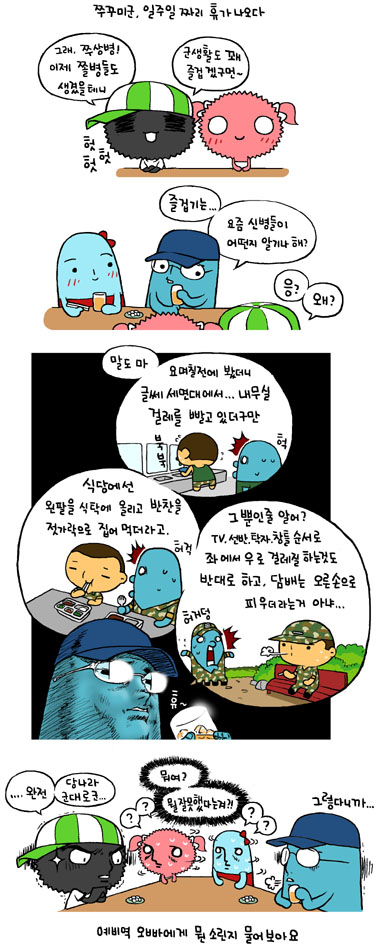 쭈꾸미군, 일주일 짜리 휴가 나오다
그래, 쭈상병!
이제 쫄병들도
생겼을테니
군생활도 꽤
즐겁겠구먼~
헛
헛 헛
즐겁기는...
요즘 신병들이
어떤지 알기나 해?
응?
왜?
말도 마
요며칠전에 봤더니
글쎄 세면대에서... 내무실
걸레를 빨고 있더구만
북북
헉
식당에선
왼팔을 식탁에 올리고 반찬을
젓가락으로 집어 먹더라고.
허걱
그뿐인줄 알어?
TV, 선반, 탁자, 창틀 순서로
좌에서 우로 걸레질 하는것도
반대로 하고, 담배는 오른손으로
피우더라는거 아냐...
허거덩
휴~
.... 완전
당나라
군대로군...
뭐여?
뭘 잘못했다는겨?!
? ?
? ?
그렇다니까...
예비역 오빠에게 뭔 소린지 물어보아요